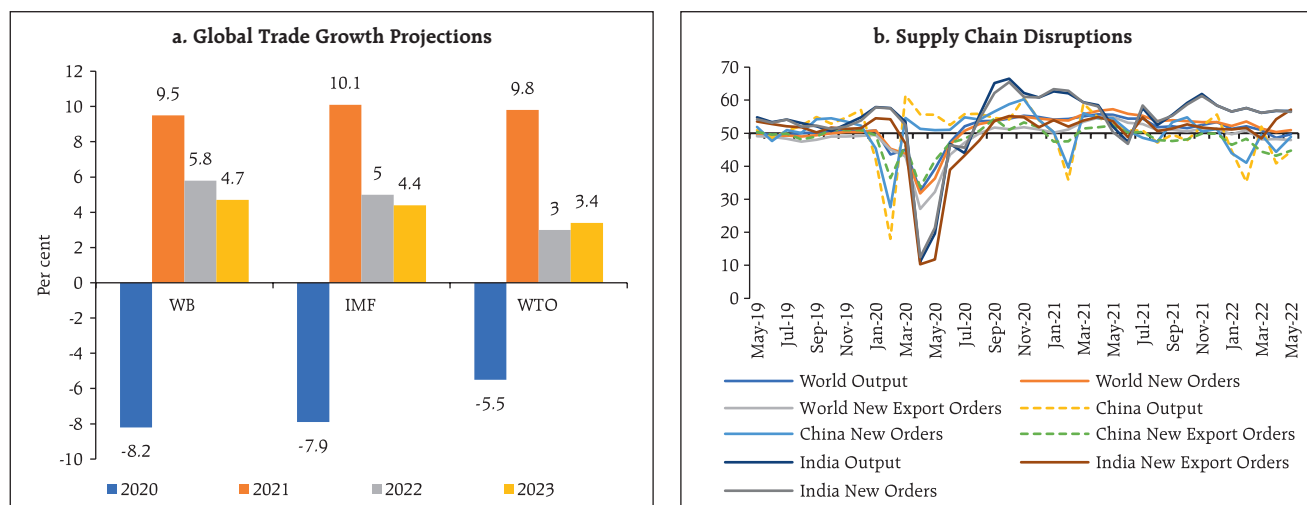 a. Global Trade Growth Projections
Per cent
12
10
8
6
4
2
0
-2
-4
-6
-8
-10
9.5
5.8
4.7
-8.2
WB
10.1
5
4.4
-7.9
IMF
9.8
3
3.4
-5.5
WTO
2020
2021
2022
2023
b. Supply Chain Disruptions
70
60
50
40
30
20
10
0
May-19
Jul-19
Sep-19
Nov-19
Jan-20
Mar-20
May-20
Jul-20
Sep-20
Nov-20
Jan-21
Mar-21
May-21
Jul-21
Sep-21
Nov-21
Jan-22
Mar-22
May-22
World Output
World New Orders
World New Export Orders
China Output
China New Orders
China New Export Orders
India Output
India New Export Orders
India New Orders